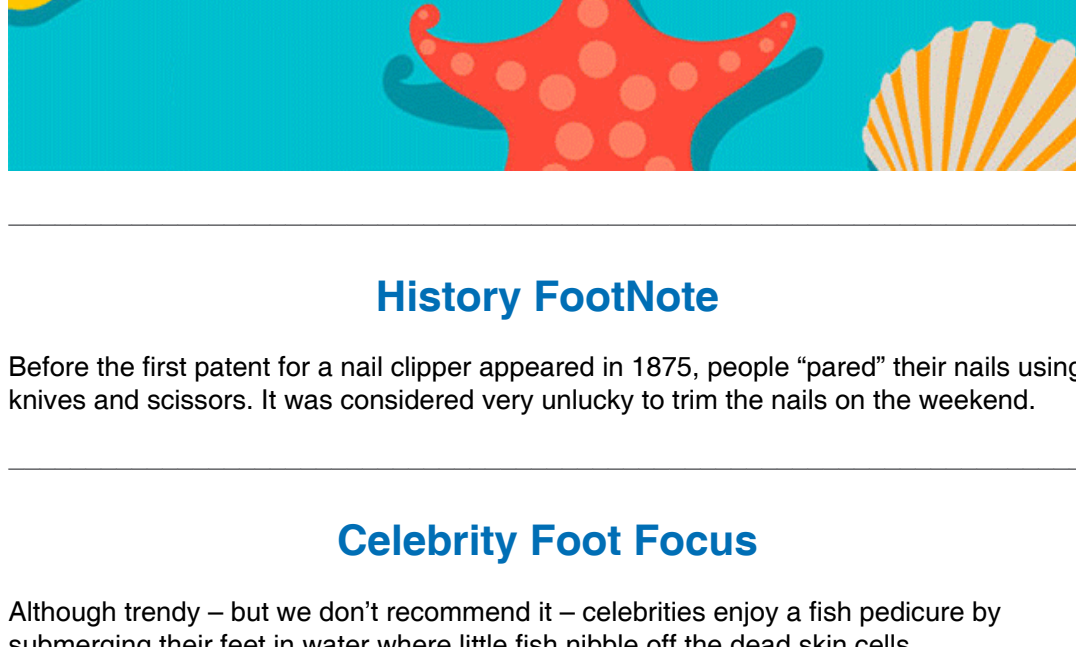 History FootNote
Before the first patent for a nail clipper appeared in 1875, people “pared” their nails using
knives and scissors. It was considered very unlucky to trim the nails on the weekend.
Celebrity Foot Focus
Although trendy – but we don’t recommend it – celebrities enjoy a fish pedicure by
submerging their feet in water where little fish nibble off the dead skin cells.